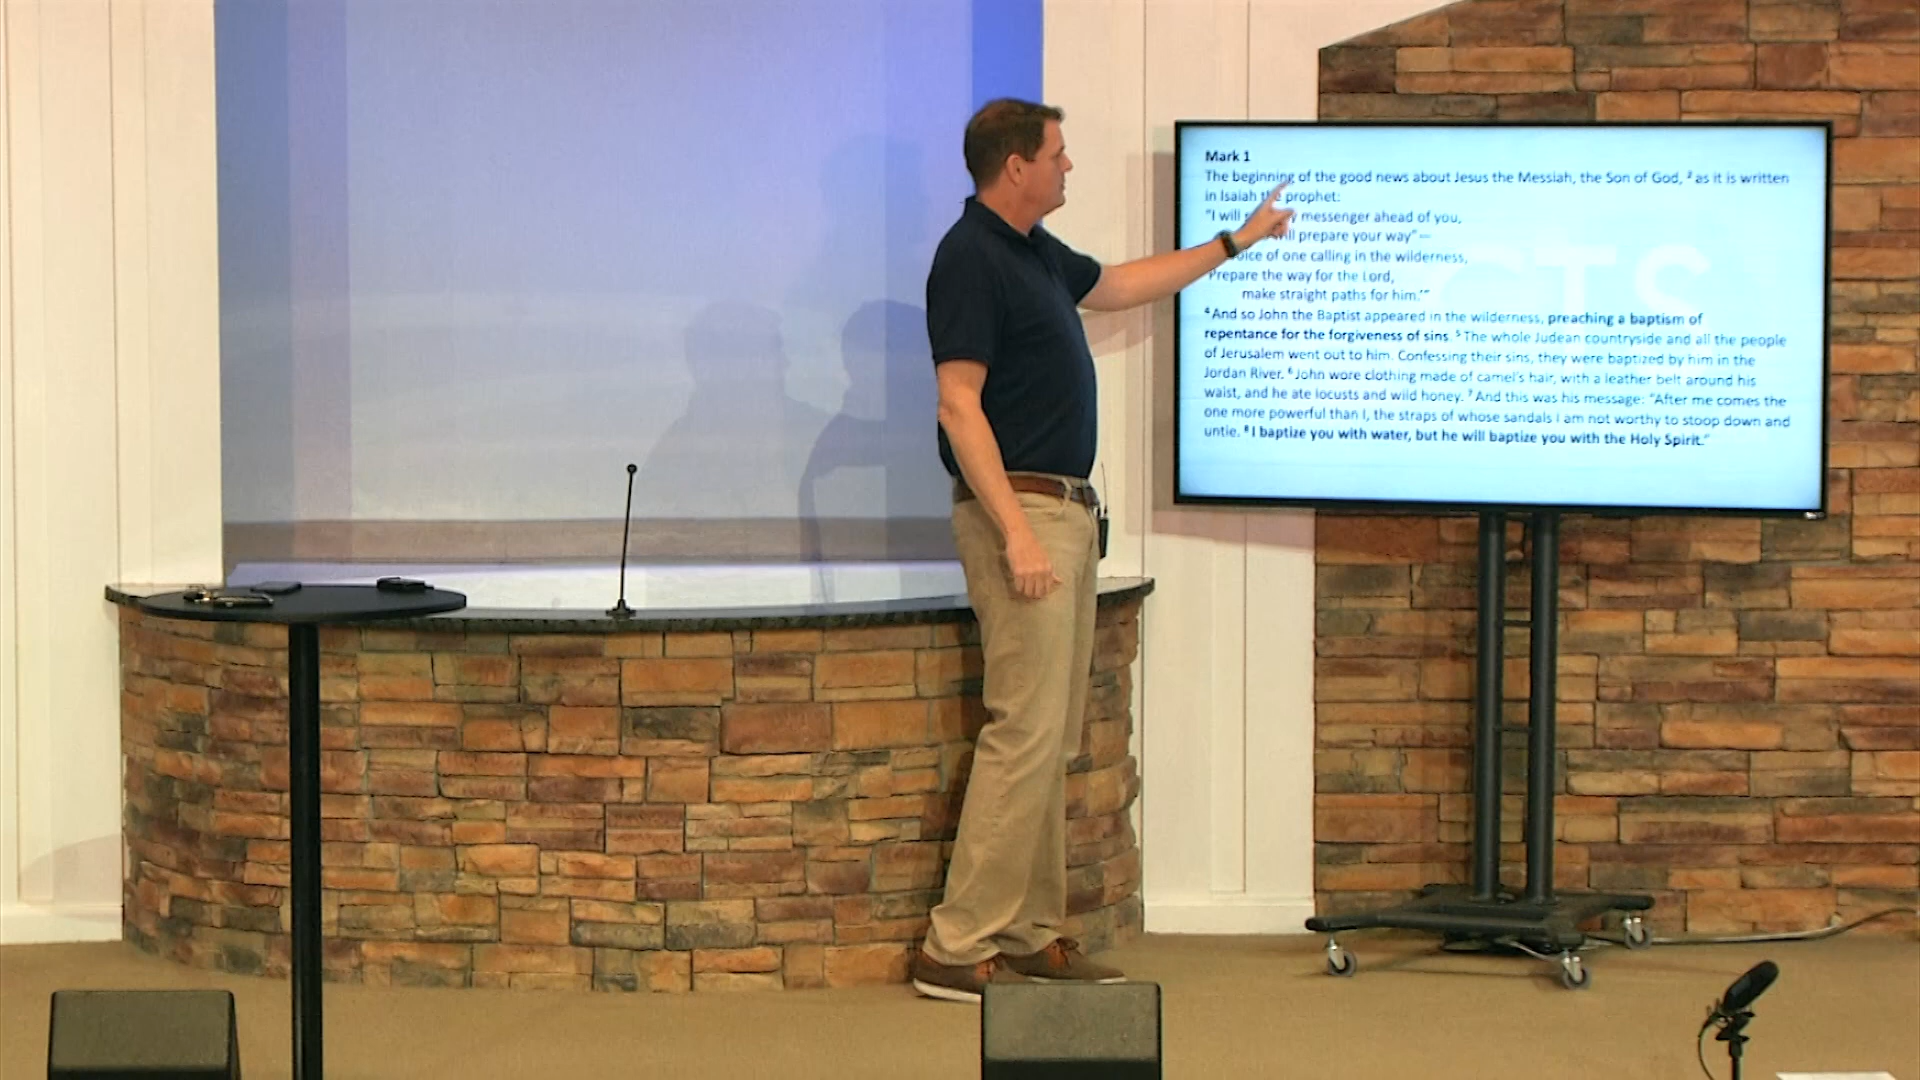 Mark 1
The beginning of the good news about Jesus the Messiah, the Son of God, ² as it is written
in Isaiah the prophet:
"I will messenger ahead of you,
prepare your way"—
of one calling in the wilderness,
Prepare the way for the Lord,
make straight paths for him.'"
⁴ And so John the Baptist appeared in the wilderness, preaching a baptism of
repentance for the forgiveness of sins. ⁵ The whole Judean countryside and all the people
of Jerusalem went out to him. Confessing their sins, they were baptized by him in the
Jordan River. ⁶ John wore clothing made of camel's hair, with a leather belt around his
waist, and he ate locusts and wild honey. ⁷ And this was his message: "After me comes the
one more powerful than I, the straps of whose sandals I am not worthy to stoop down and
untie. ⁸ I baptize you with water, but he will baptize you with the Holy Spirit."